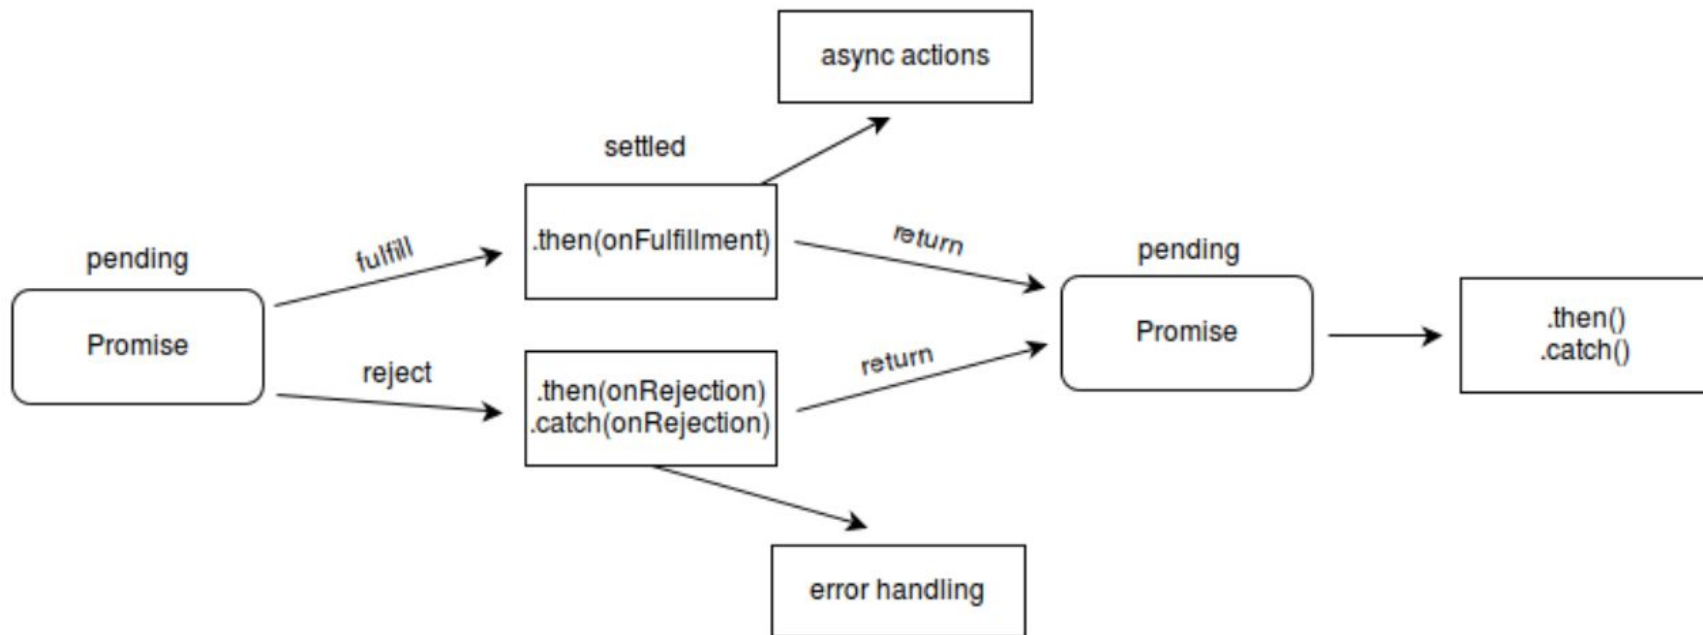 async actions
settled
.then(onFulfillment)
pending
fulfill
return
pending
Promise
reject
.then(onRejection)
.catch(onRejection)
return
Promise
.then()
.catch()
error handling